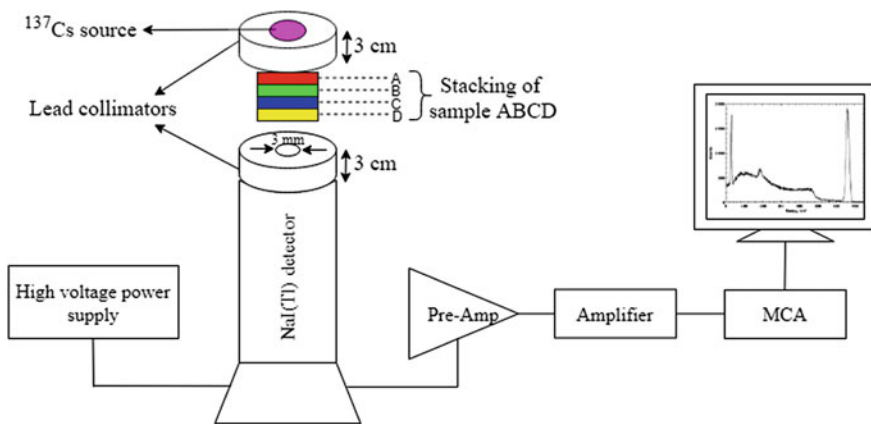 ¹³⁷Cs source
3 cm
A
B
C
D
Stacking of
sample ABCD
Lead collimators
3 mm
3 cm
NaI(Tl) detector
High voltage power
supply
Pre-Amp
Amplifier
MCA